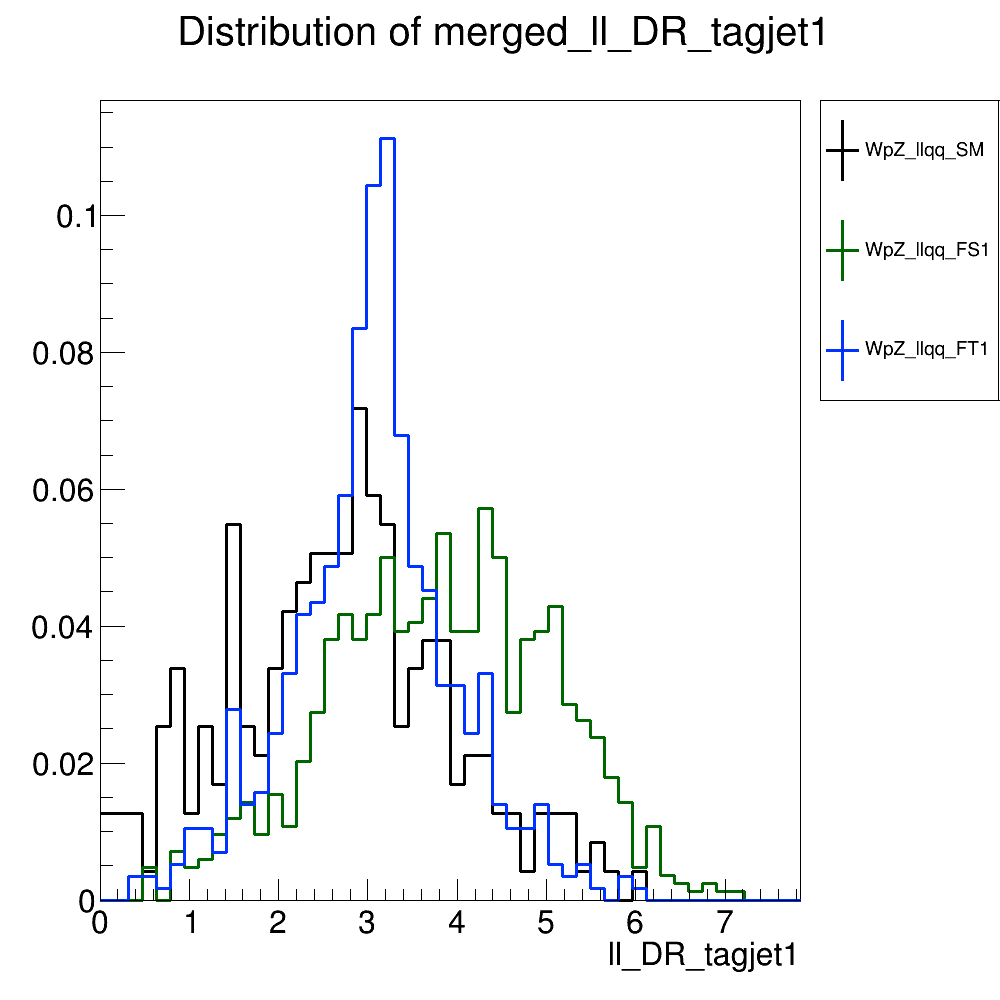 Distribution of merged_ll_DR_tagjet1
WpZ_llqq_SM
WpZ_llqq_FS1
WpZ_llqq_FT1
0.1
0.08
0.06
0.04
0.02
0
0 1 2 3 4 5 6 7
ll_DR_tagjet1